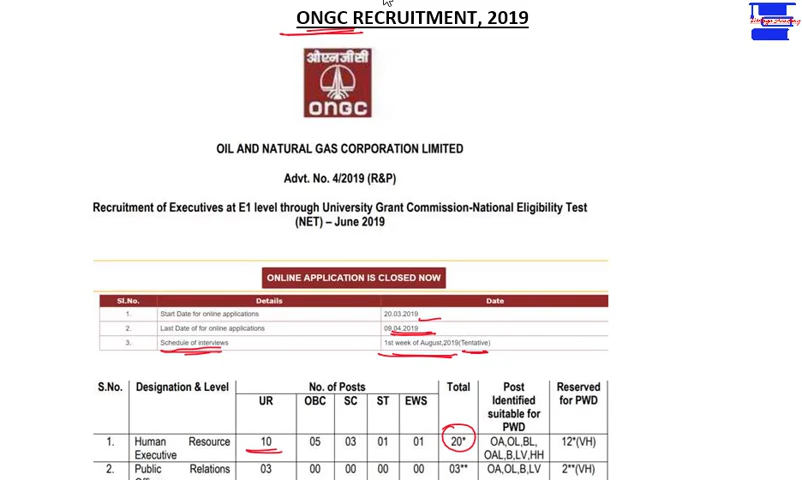 ONGC RECRUITMENT, 2019
ओएनजीसी
ONGC
OIL AND NATURAL GAS CORPORATION LIMITED
Advt. No. 4/2019 (R&P)
Recruitment of Executives at E1 level through University Grant Commission-National Eligibility Test
(NET) – June 2019
ONLINE APPLICATION IS CLOSED NOW
Sl.No. Details Date
1. Start Date for online applications 20.03.2019
2. Last Date of for online applications 09.04.2019
3. Schedule of interviews 1st week of August,2019(Tentative)
S.No. Designation & Level No. of Posts Total Post Reserved
UR OBC SC ST EWS Identified for PWD
suitable for
PWD
1. Human Resource 10 05 03 01 01 20* OA,OL,BL, 12*(VH)
Executive OAL,B,LV,HH
2. Public Relations 03 00 00 00 00 03** OA,OL,B,LV 2**(VH)